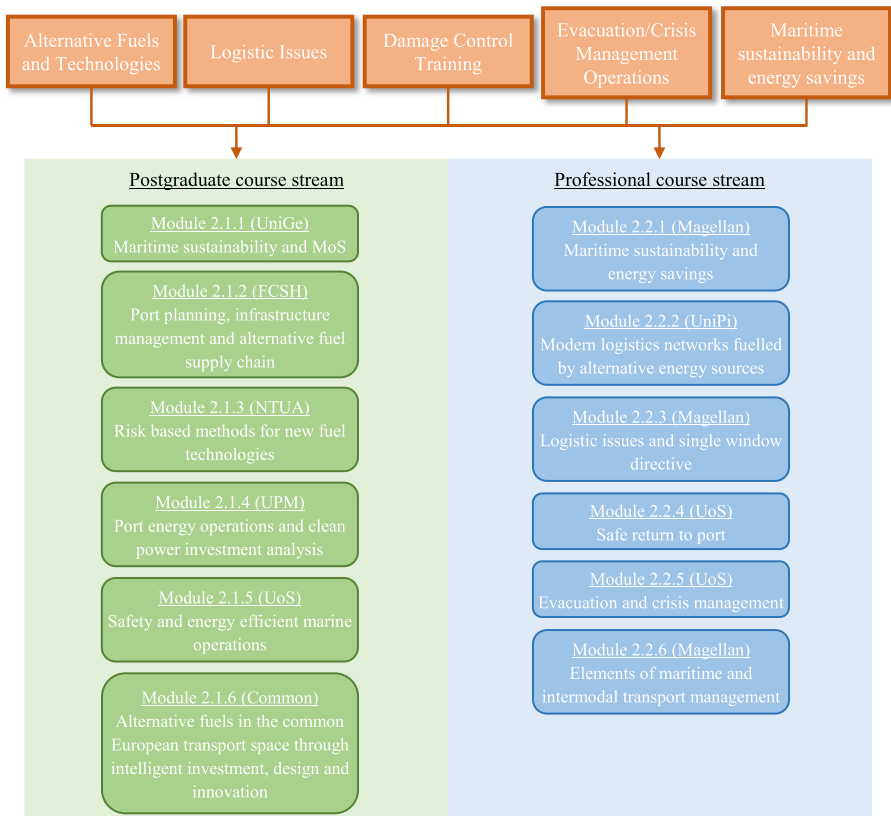 Alternative Fuels
and Technologies
Logistic Issues
Damage Control
Training
Evacuation/Crisis
Management
Operations
Maritime
sustainability and
energy savings
Postgraduate course stream
Module 2.1.1 (UniGe)
Maritime sustainability and MoS
Module 2.1.2 (FCSH)
Port planning, infrastructure
management and alternative fuel
supply chain
Module 2.1.3 (NTUA)
Risk based methods for new fuel
technologies
Module 2.1.4 (UPM)
Port energy operations and clean
power investment analysis
Module 2.1.5 (UoS)
Safety and energy efficient marine
operations
Module 2.1.6 (Common)
Alternative fuels in the common
European transport space through
intelligent investment, design and
innovation
Professional course stream
Module 2.2.1 (Magellan)
Maritime sustainability and
energy savings
Module 2.2.2 (UniPi)
Modern logistics networks fuelled
by alternative energy sources
Module 2.2.3 (Magellan)
Logistic issues and single window
directive
Module 2.2.4 (UoS)
Safe return to port
Module 2.2.5 (UoS)
Evacuation and crisis management
Module 2.2.6 (Magellan)
Elements of maritime and
intermodal transport management